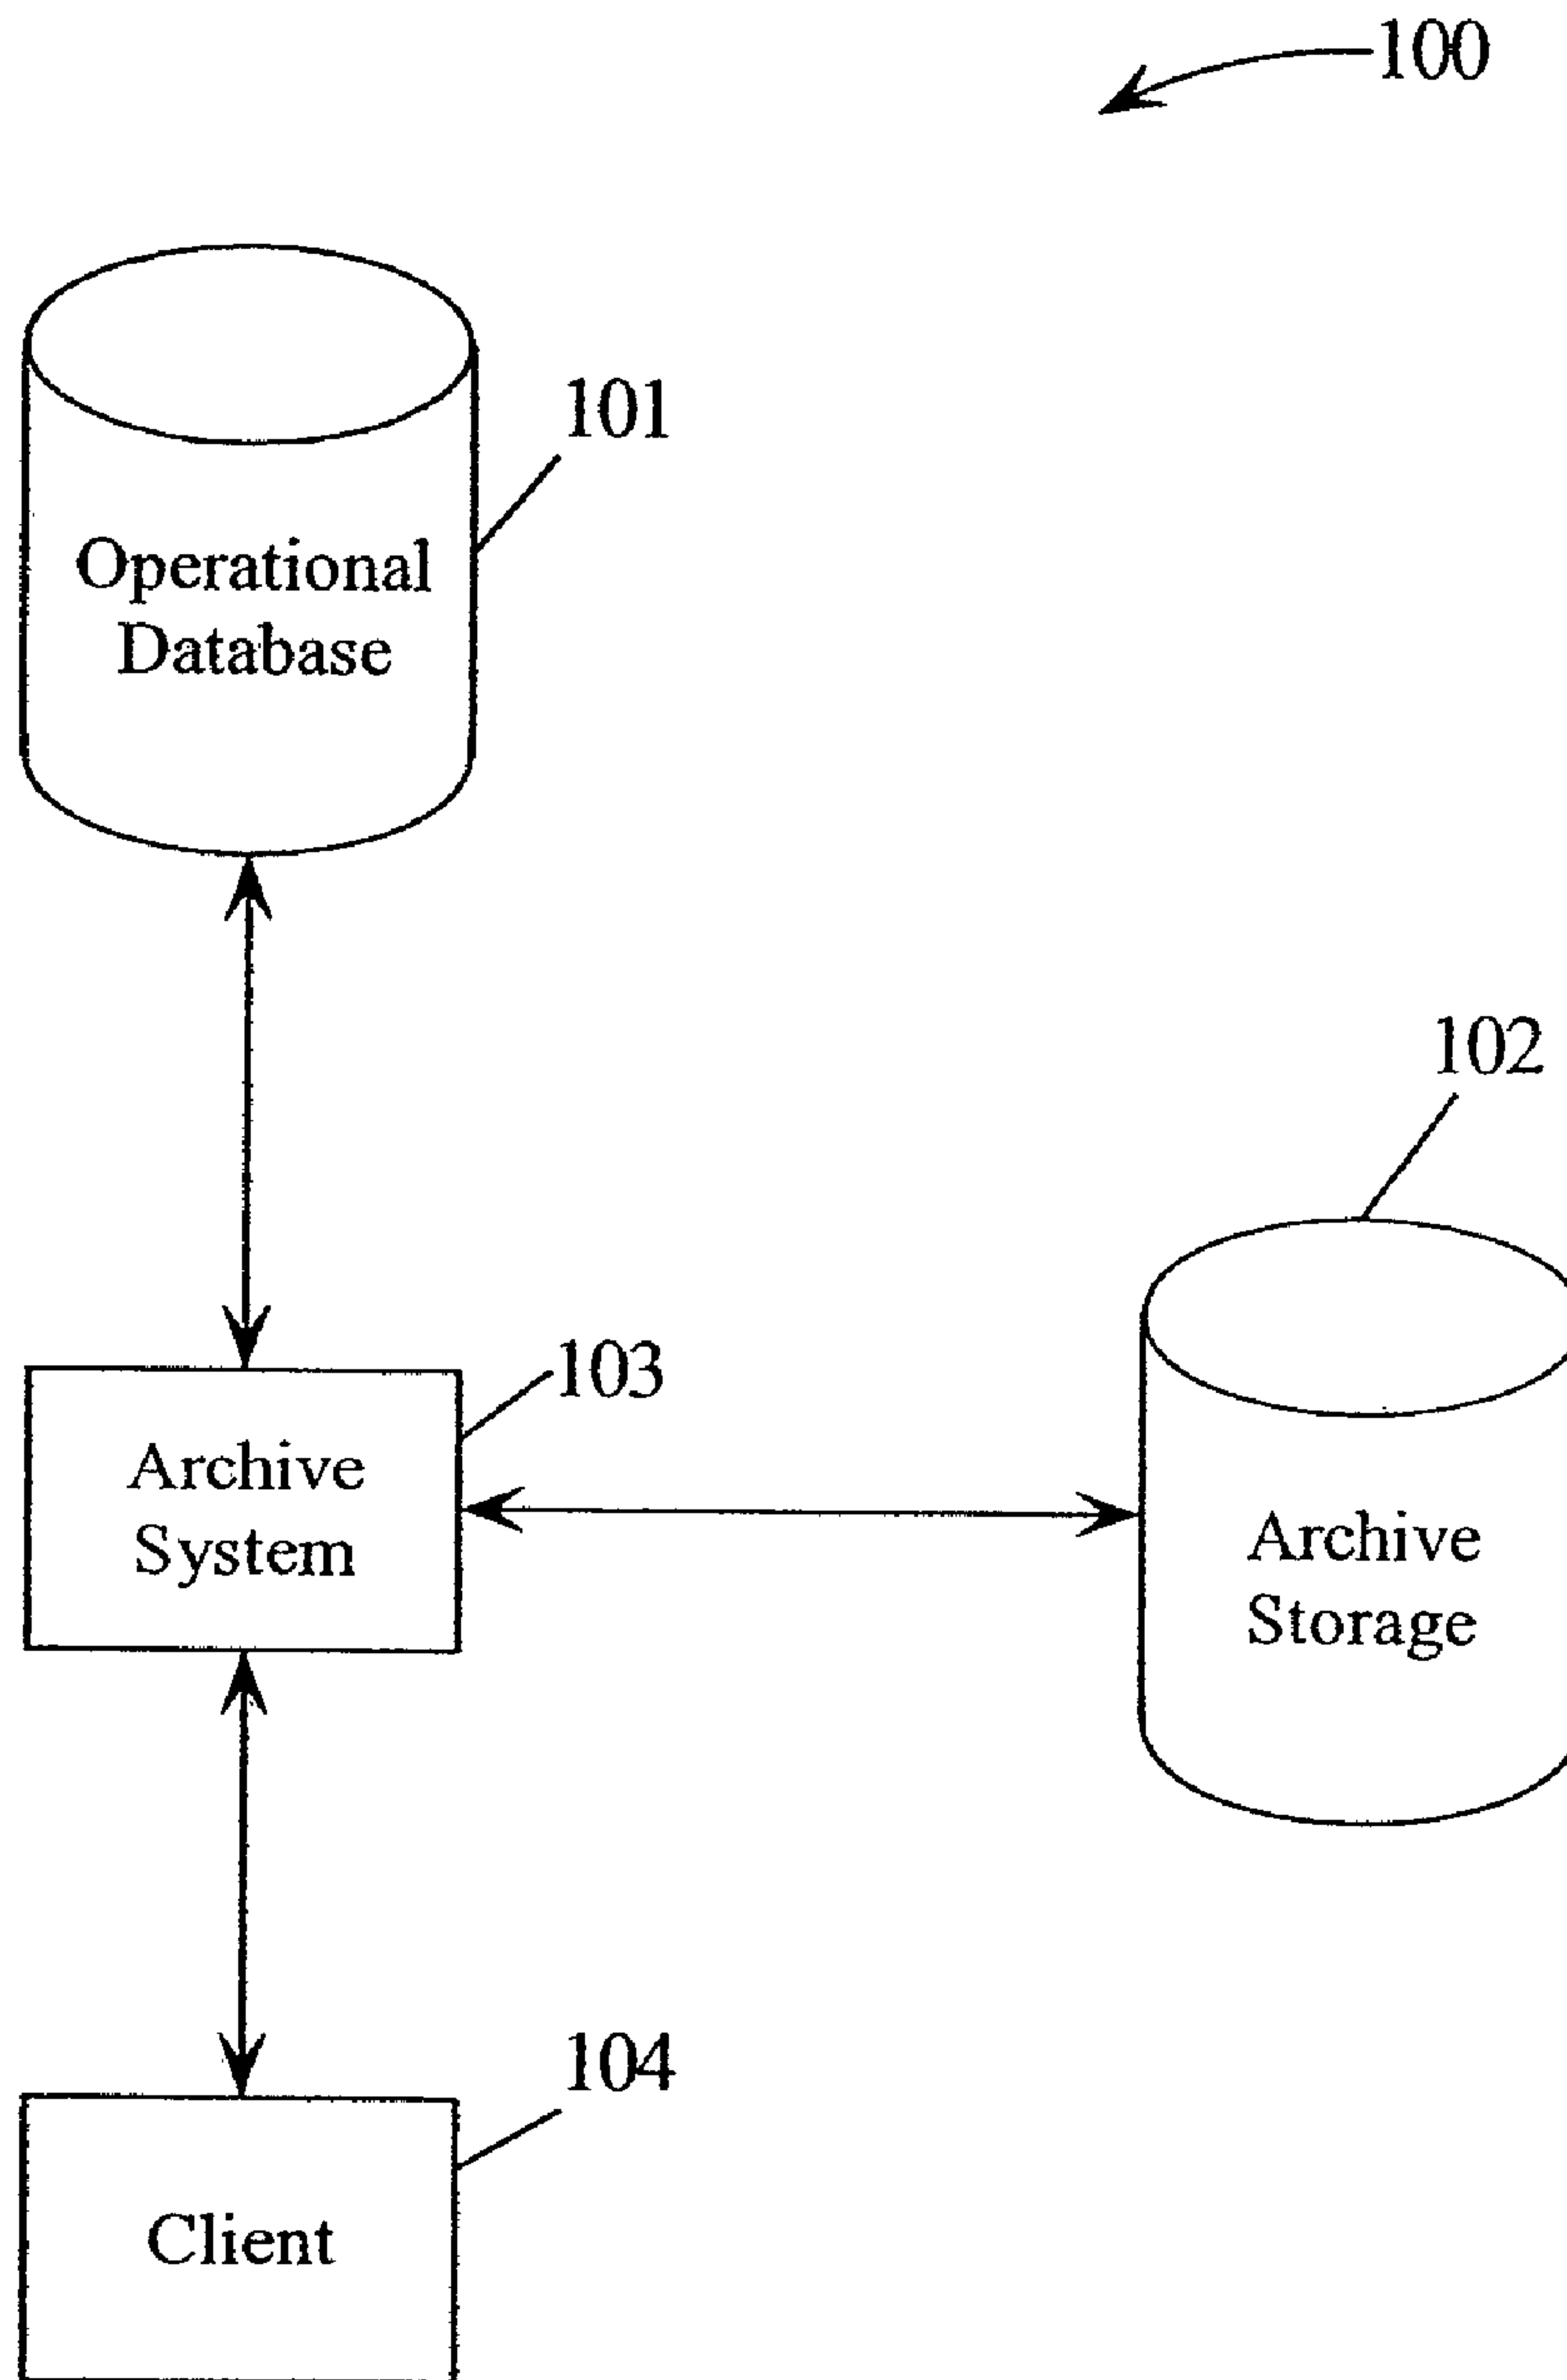 100
101
Operational
Database
102
103
Archive
System
Archive
Storage
104
Client